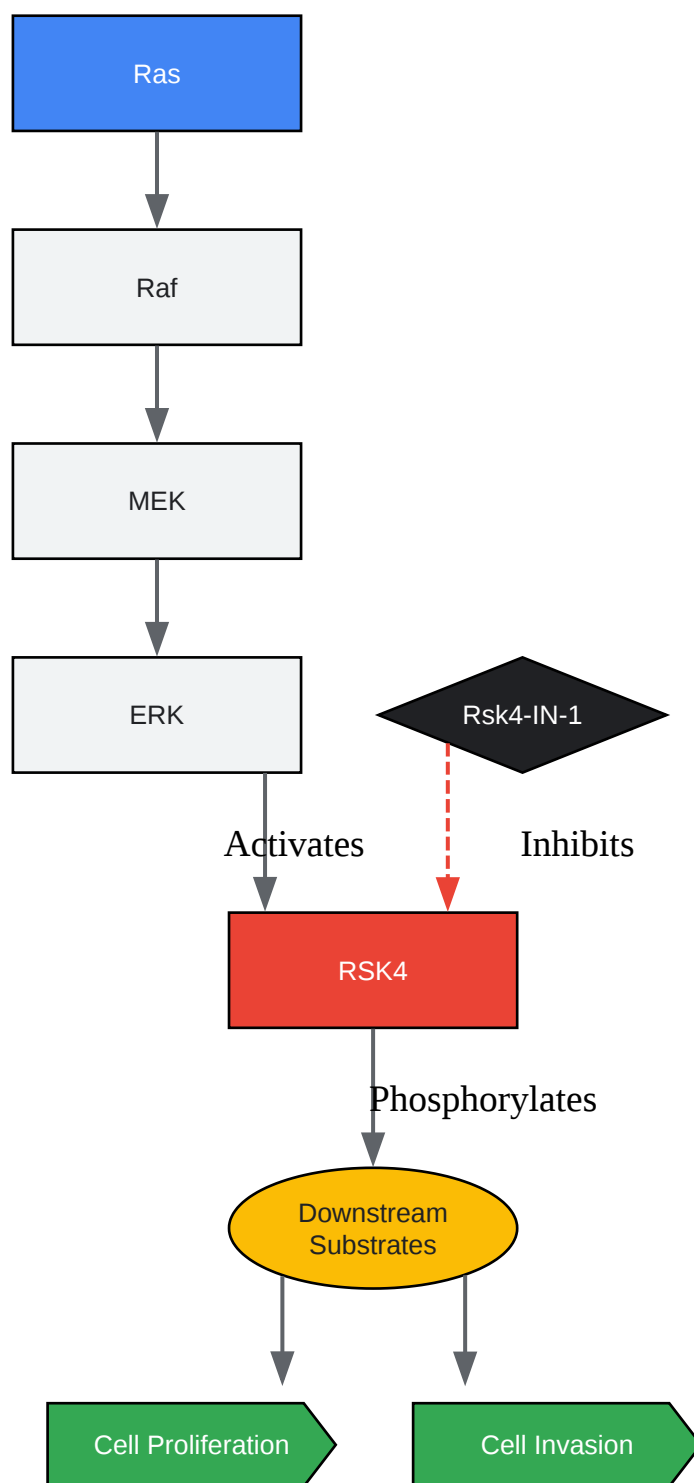 Ras
Raf
MEK
ERK
Rsk4-IN-1
Activates
Inhibits
RSK4
Phosphorylates
Downstream
Substrates
Cell Proliferation
Cell Invasion